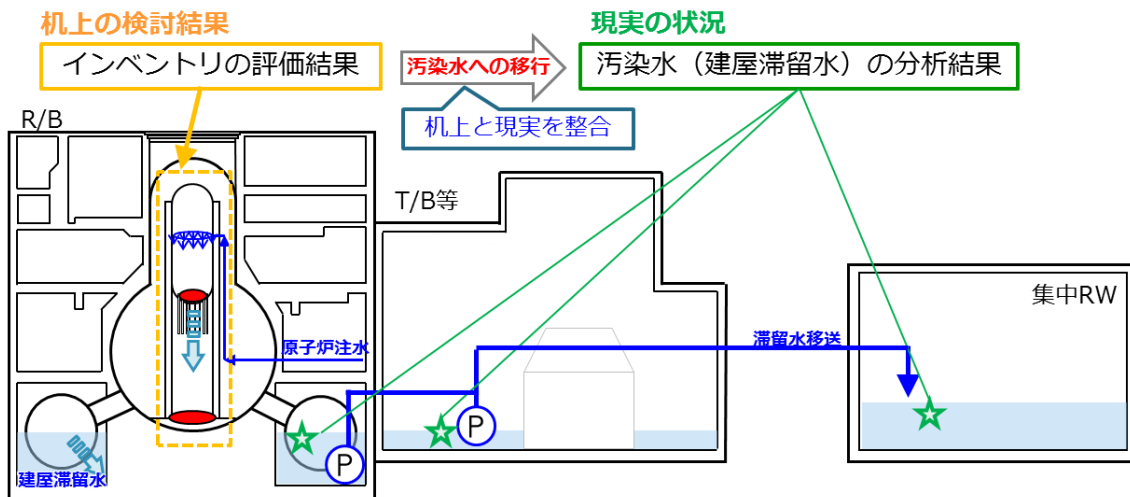 机上の検討結果
現実の状況
インベントリの評価結果
汚染水への移行
汚染水（建屋滞留水）の分析結果
机上と現実を整合
R/B
T/B等
集中RW
原子炉注水
滞留水移送
P
P
建屋滞留水